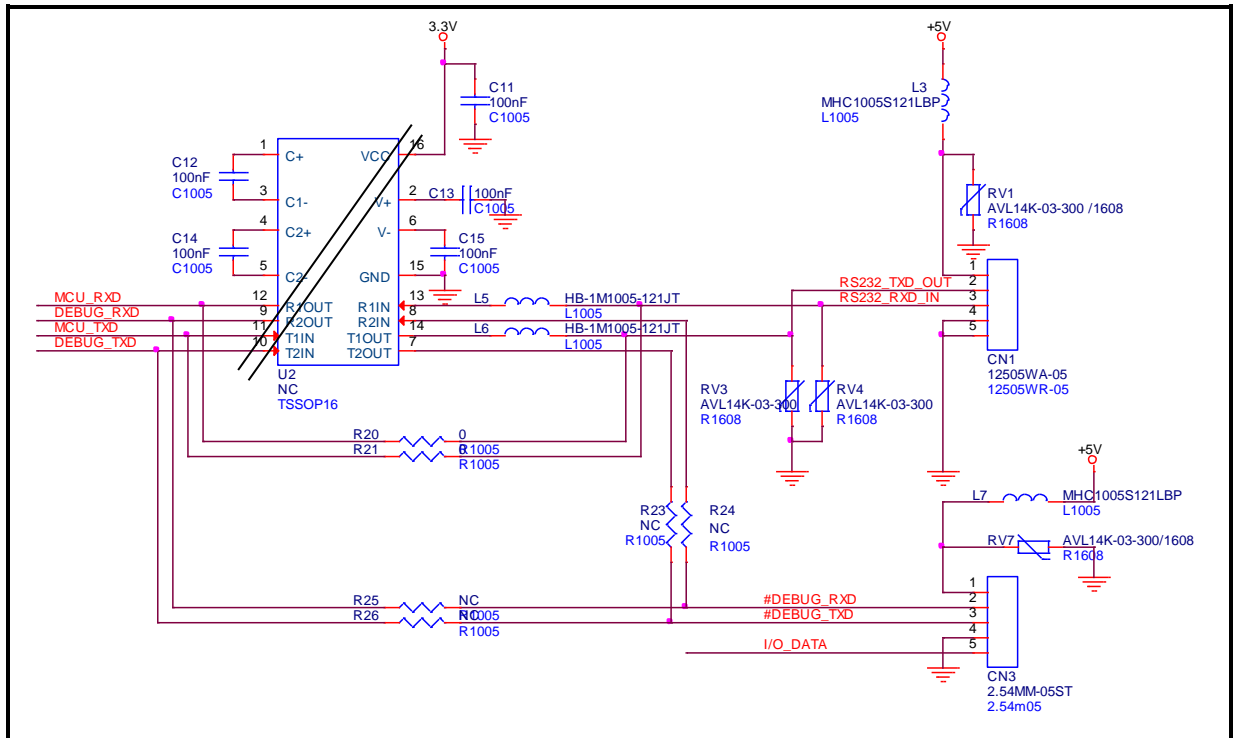 3.3V
+5V
C11
100nF
C1005
L3
MHC1005S121LBP
L1005
1
C+
VCC
16
C12
100nF
C1005
3
C1-
V+
2
C13
100nF
C1005
RV1
AVL14K-03-300 /1608
R1608
4
C2+
V-
6
C14
100nF
C1005
5
C2-
GND
15
C15
100nF
C1005
MCU_RXD
12
R1OUT
R1IN
13
L5
HB-1M1005-121JT
L1005
DEBUG_RXD
9
R2OUT
R2IN
8
MCU_TXD
11
T1IN
T1OUT
14
L6
HB-1M1005-121JT
L1005
DEBUG_TXD
10
T2IN
T2OUT
7
U2
NC
TSSOP16
RS232_TXD_OUT
RS232_RXD_IN
1
2
3
4
5
CN1
12505WA-05
12505WR-05
RV3
AVL14K-03-300
R1608
RV4
AVL14K-03-300
R1608
R20
0
R1005
R21
0
R1005
+5V
L7
MHC1005S121LBP
L1005
R23
NC
R1005
R24
NC
R1005
RV7
AVL14K-03-300/1608
R1608
R25
NC
R1005
R26
NC
R1005
#DEBUG_RXD
#DEBUG_TXD
I/O_DATA
1
2
3
4
5
CN3
2.54MM-05ST
2.54m05